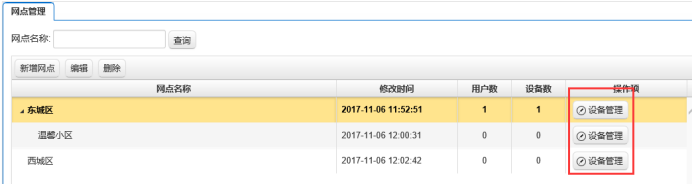 网点管理
网点名称: 查询
新增网点 编辑 删除
网点名称 修改时间 用户数 设备数 操作项
东城区 2017-11-06 11:52:51 1 1 设备管理
温馨小区 2017-11-06 12:00:31 0 0 设备管理
西城区 2017-11-06 12:02:42 0 0 设备管理